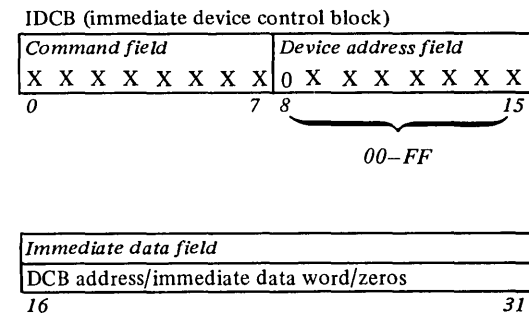 IDCB (immediate device control block)
Command field Device address field
X X X X X X X X 0 X X X X X X X
0 7 8 15
00–FF
Immediate data field
DCB address/immediate data word/zeros
16 31